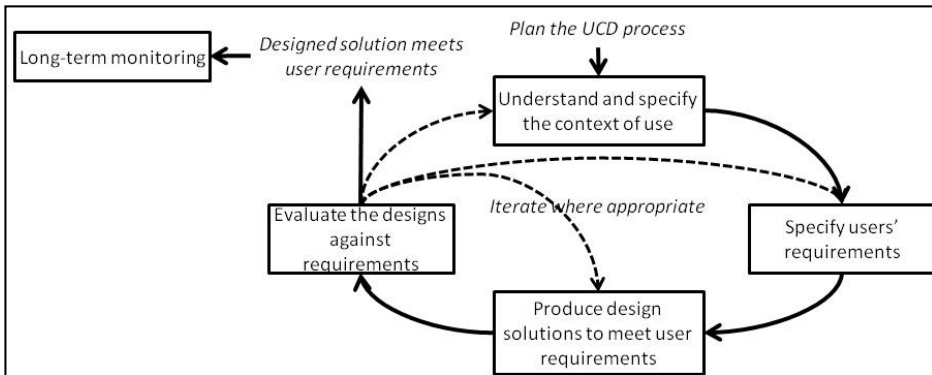 Plan the UCD process
Long-term monitoring
Designed solution meets
user requirements
Understand and specify
the context of use
Iterate where appropriate
Evaluate the designs
against
requirements
Specify users’
requirements
Produce design
solutions to meet user
requirements